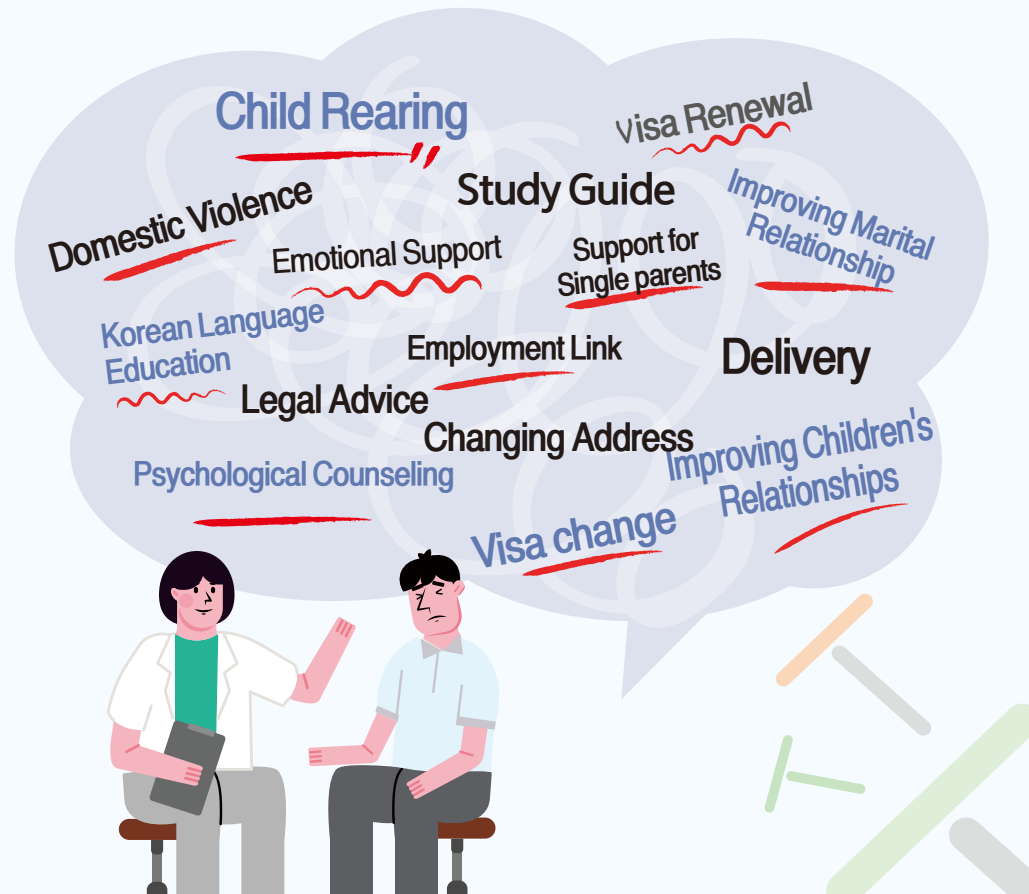 Child Rearing
Visa Renewal
Study Guide
Domestic Violence
Improving Marital
Relationship
Emotional Support
Support for
Single parents
Korean Language
Education
Employment Link
Delivery
Legal Advice
Changing Address
Improving Children's
Relationships
Psychological Counseling
Visa change